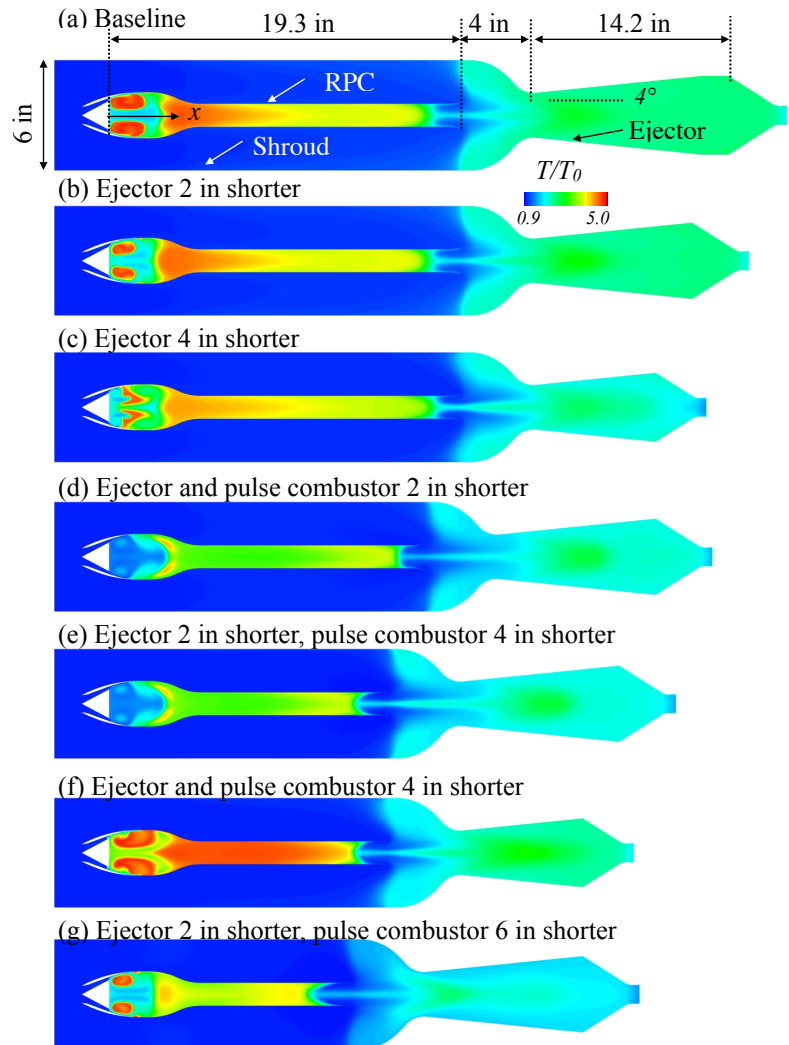 (a) Baseline 19.3 in 4 in 14.2 in
6 in
RPC
x
4°
Shroud
Ejector
(b) Ejector 2 in shorter
T/T0
0.9 5.0
(c) Ejector 4 in shorter
(d) Ejector and pulse combustor 2 in shorter
(e) Ejector 2 in shorter, pulse combustor 4 in shorter
(f) Ejector and pulse combustor 4 in shorter
(g) Ejector 2 in shorter, pulse combustor 6 in shorter